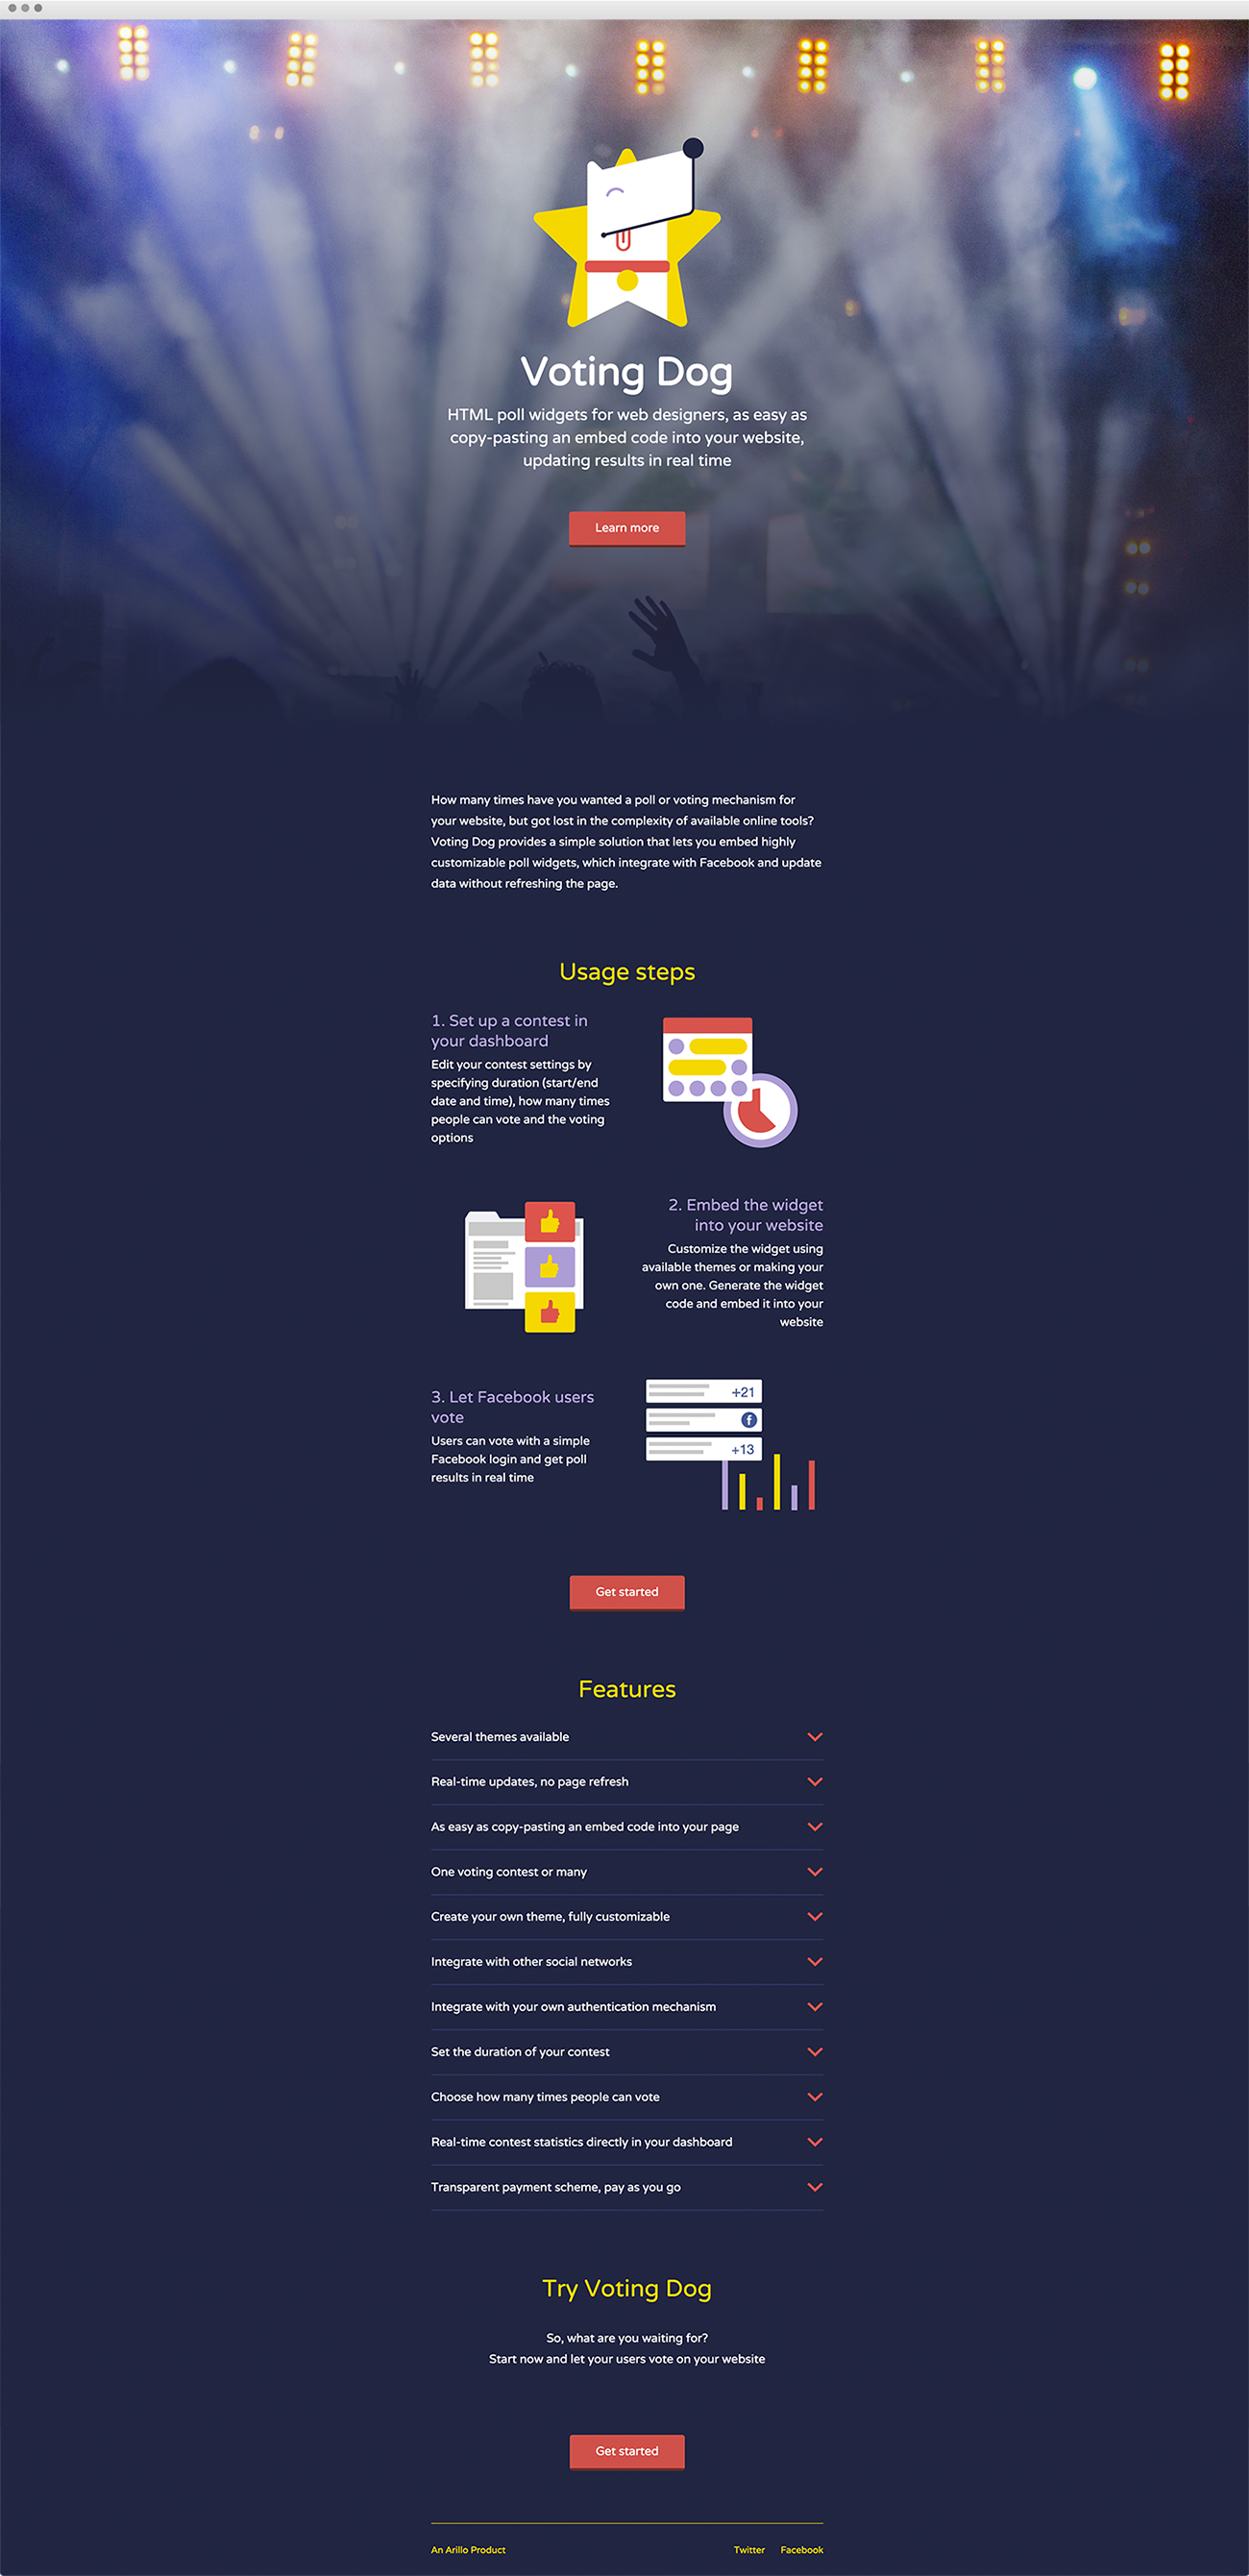 Voting Dog
HTML poll widgets for web designers, as easy as
copy-pasting an embed code into your website,
updating results in real time
Learn more
How many times have you wanted a poll or voting mechanism for
your website, but got lost in the complexity of available online tools?
Voting Dog provides a simple solution that lets you embed highly
customizable poll widgets, which integrate with Facebook and update
data without refreshing the page.
Usage steps
1. Set up a contest in
your dashboard
Edit your contest settings by
specifying duration (start/end
date and time), how many times
people can vote and the voting
options
2. Embed the widget
into your website
Customize the widget using
available themes or making your
own one. Generate the widget
code and embed it into your
website
3. Let Facebook users
vote
Users can vote with a simple
Facebook login and get poll
results in real time
+21
f
+13
Get started
Features
Several themes available
Real-time updates, no page refresh
As easy as copy-pasting an embed code into your page
One voting contest or many
Create your own theme, fully customizable
Integrate with other social networks
Integrate with your own authentication mechanism
Set the duration of your contest
Choose how many times people can vote
Real-time contest statistics directly in your dashboard
Transparent payment scheme, pay as you go
Try Voting Dog
So, what are you waiting for?
Start now and let your users vote on your website
Get started
An Arillo Product
Twitter
Facebook